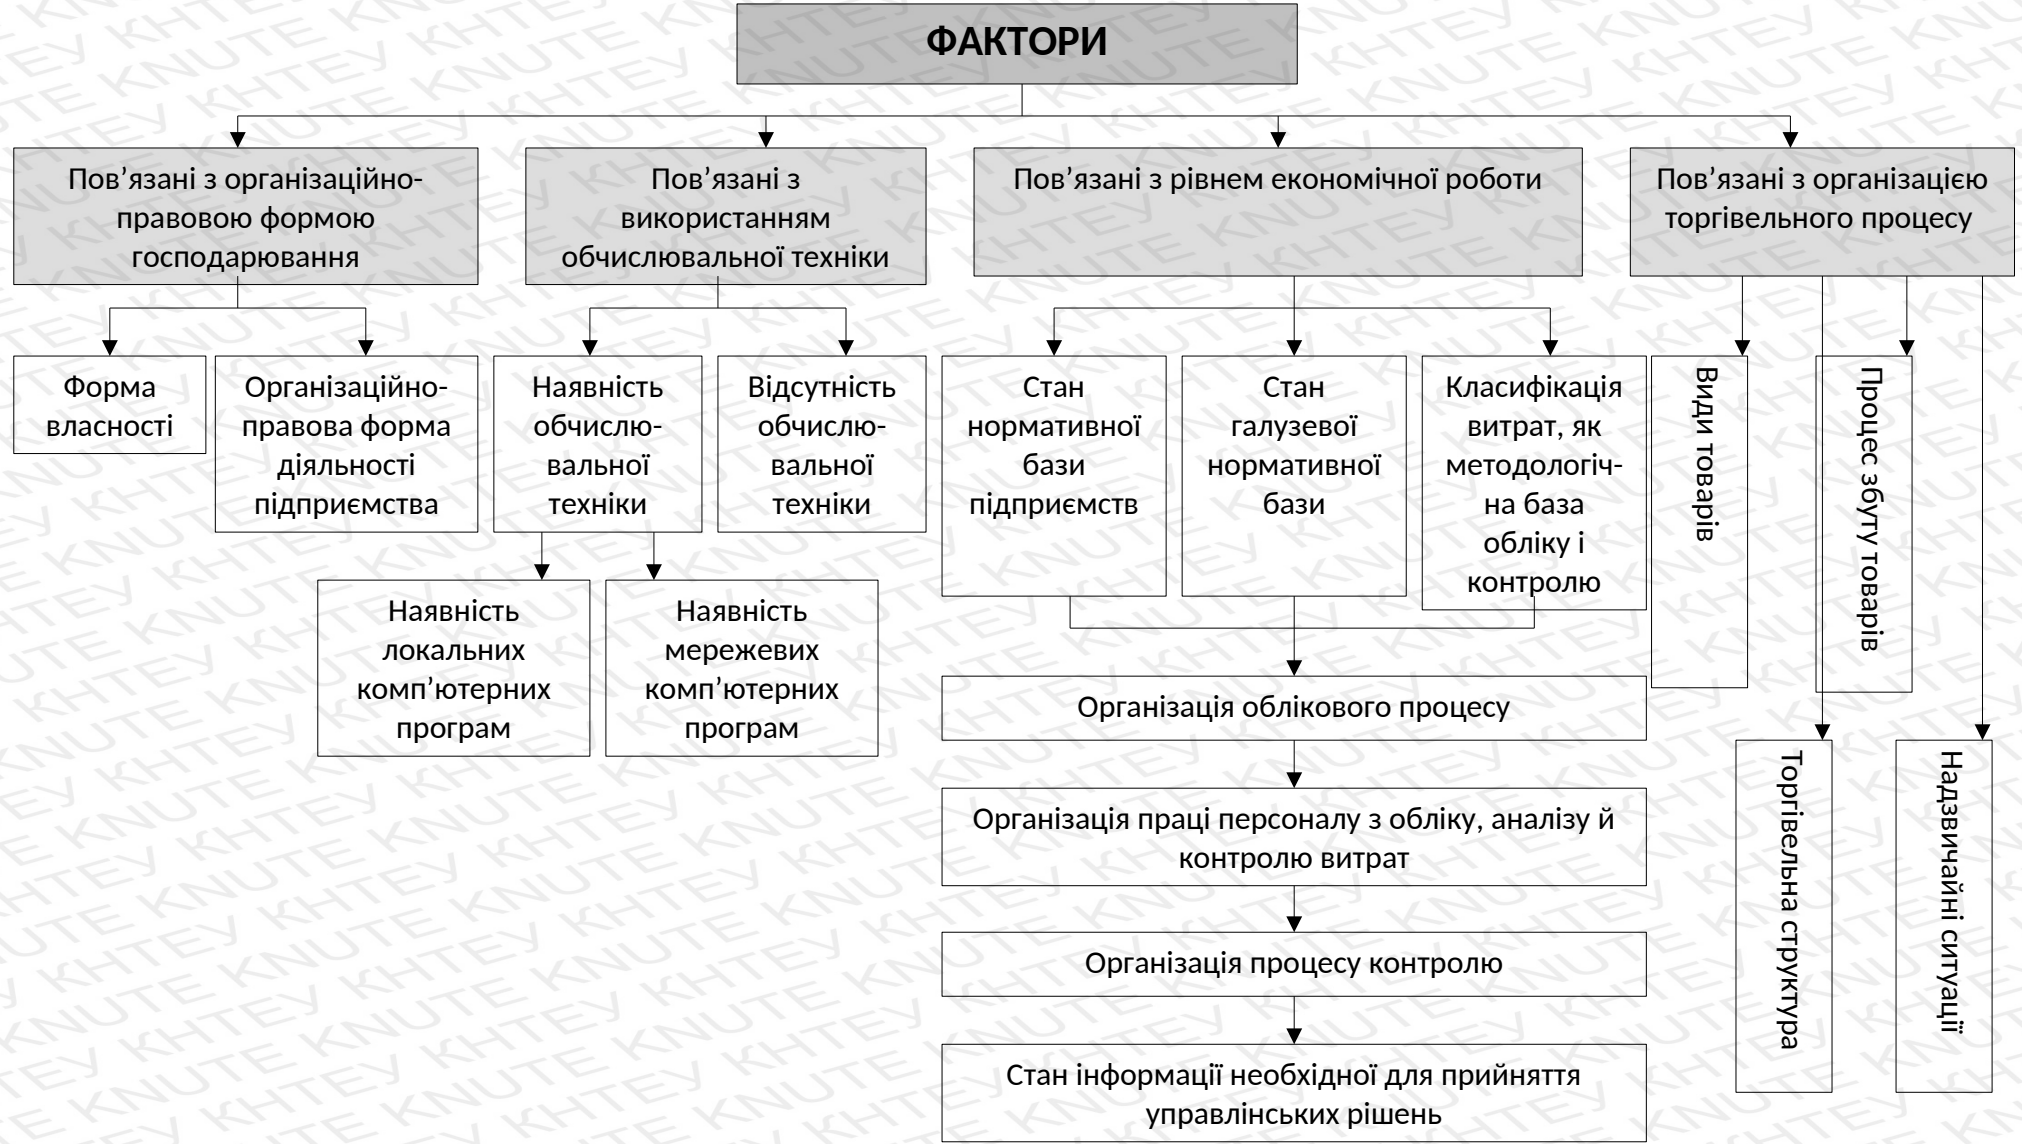 ФАКТОРИ
Пов’язані з організаційно-
правовою формою
господарювання
Пов’язані з
використанням
обчислювальної техніки
Пов’язані з рівнем економічної роботи
Пов’язані з організацією
торгівельного процесу
Форма
власності
Організаційно-
правова форма
діяльності
підприємства
Наявність
обчислю-
вальної
техніки
Відсутність
обчислю-
вальної
техніки
Стан
нормативної
бази
підприємств
Стан
галузевої
нормативної
бази
Класифікація
витрат, як
методологіч-
на база
обліку і
контролю
Види товарів
Процес збуту товарів
Наявність
локальних
комп’ютерних
програм
Наявність
мережевих
комп’ютерних
програм
Організація облікового процесу
Організація праці персоналу з обліку, аналізу й
контролю витрат
Організація процесу контролю
Стан інформації необхідної для прийняття
управлінських рішень
Торгівельна структура
Надзвичайні ситуації